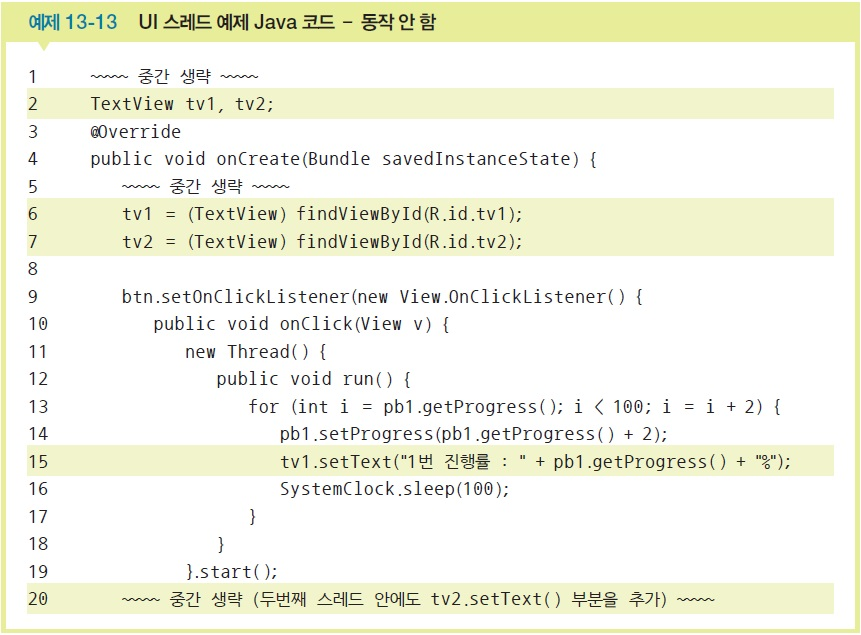 예제 13-13 UI 스레드 예제 Java 코드 – 동작 안 함
1 ~~~~ 중간 생략 ~~~~
2 TextView tv1, tv2;
3 @Override
4 public void onCreate(Bundle savedInstanceState) {
5 ~~~~ 중간 생략 ~~~~
6 tv1 = (TextView) findViewById(R.id.tv1);
7 tv2 = (TextView) findViewById(R.id.tv2);
8
9 btn.setOnClickListener(new View.OnClickListener() {
10 public void onClick(View v) {
11 new Thread() {
12 public void run() {
13 for (int i = pb1.getProgress(); i < 100; i = i + 2) {
14 pb1.setProgress(pb1.getProgress() + 2);
15 tv1.setText("1번 진행률 : " + pb1.getProgress() + "%");
16 SystemClock.sleep(100);
17 }
18 }
19 }.start();
20 ~~~~ 중간 생략 (두번째 스레드 안에도 tv2.setText() 부분을 추가) ~~~~